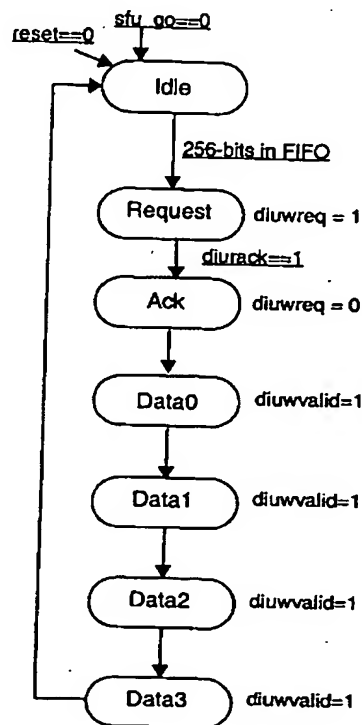 sfu_go==0
reset==0
Idle
256-bits in FIFO
Request diuwreq = 1
diurack==1
Ack diuwreq = 0
Data0 diuwvalid=1
Data1 diuwvalid=1
Data2 diuwvalid=1
Data3 diuwvalid=1